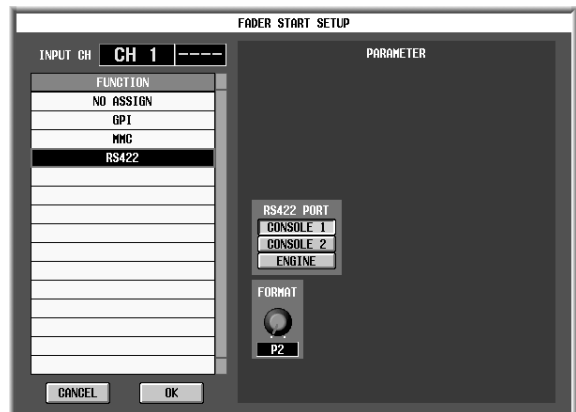 FADER START SETUP
INPUT CH CH 1 ----
FUNCTION
NO ASSIGN
GPI
MMC
RS422
CANCEL OK
PARAMETER
RS422 PORT
CONSOLE 1
CONSOLE 2
ENGINE
FORMAT
P2